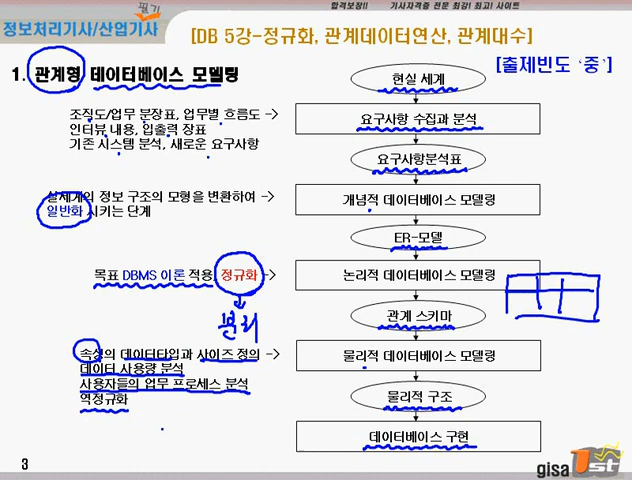 합격보장!! 기사자격증 전문 최강! 최고! 사이트
필기
정보처리기사/산업기사
[DB 5강-정규화, 관계데이터연산, 관계대수]
[출제빈도 '중']
1. 관계형 데이터베이스 모델링
현실 세계
조직도/업무 분장표, 업무별 흐름도 ->
인터뷰 내용, 입출력 장표
기존 시스템 분석, 새로운 요구사항
요구사항 수집과 분석
요구사항분석표
실세계의 정보 구조의 모형을 변환하여 ->
일반화 시키는 단계
개념적 데이터베이스 모델링
ER-모델
목표 DBMS 이론 적용, 정규화 ->
논리적 데이터베이스 모델링
분리
관계 스키마
속성의 데이터타입과 사이즈 정의 ->
데이터 사용량 분석
사용자들의 업무 프로세스 분석
역정규화
물리적 데이터베이스 모델링
물리적 구조
데이터베이스 구현
3
gisa 1st